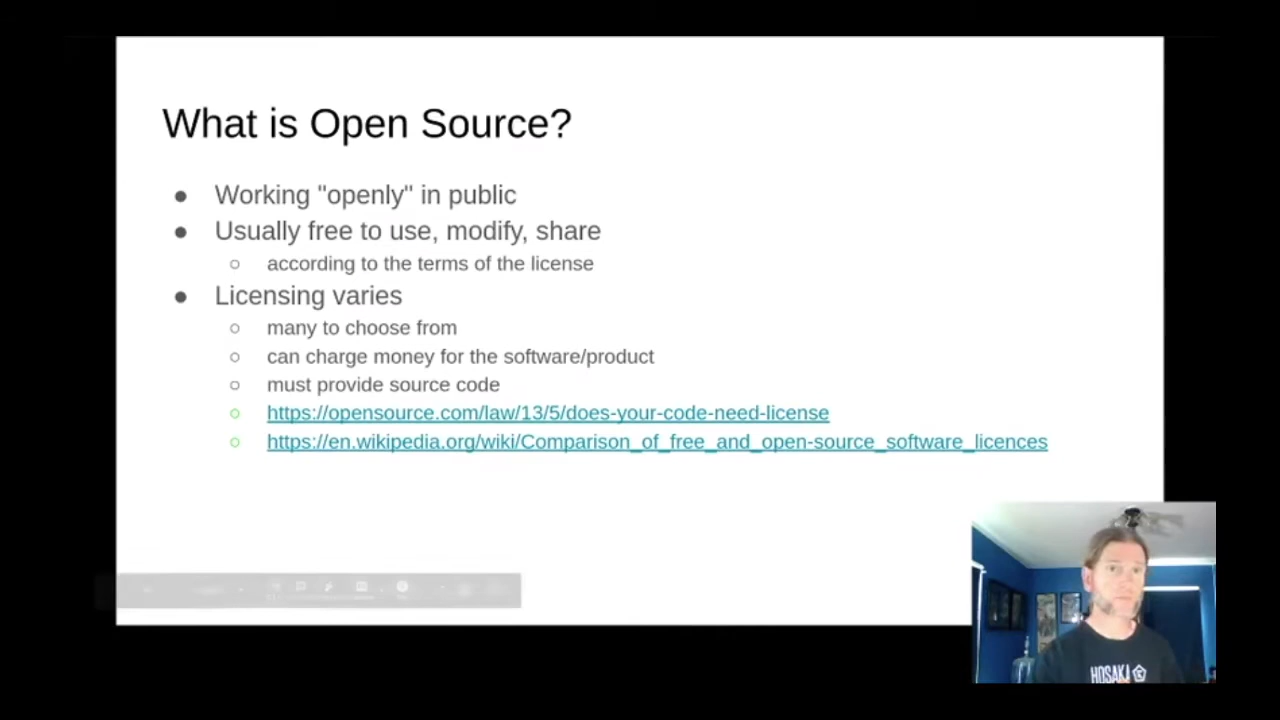 What is Open Source?
● Working "openly" in public
● Usually free to use, modify, share
○ according to the terms of the license
● Licensing varies
○ many to choose from
○ can charge money for the software/product
○ must provide source code
○ https://opensource.com/law/13/5/does-your-code-need-license
○ https://en.wikipedia.org/wiki/Comparison_of_free_and_open-source_software_licences
HOSAKA